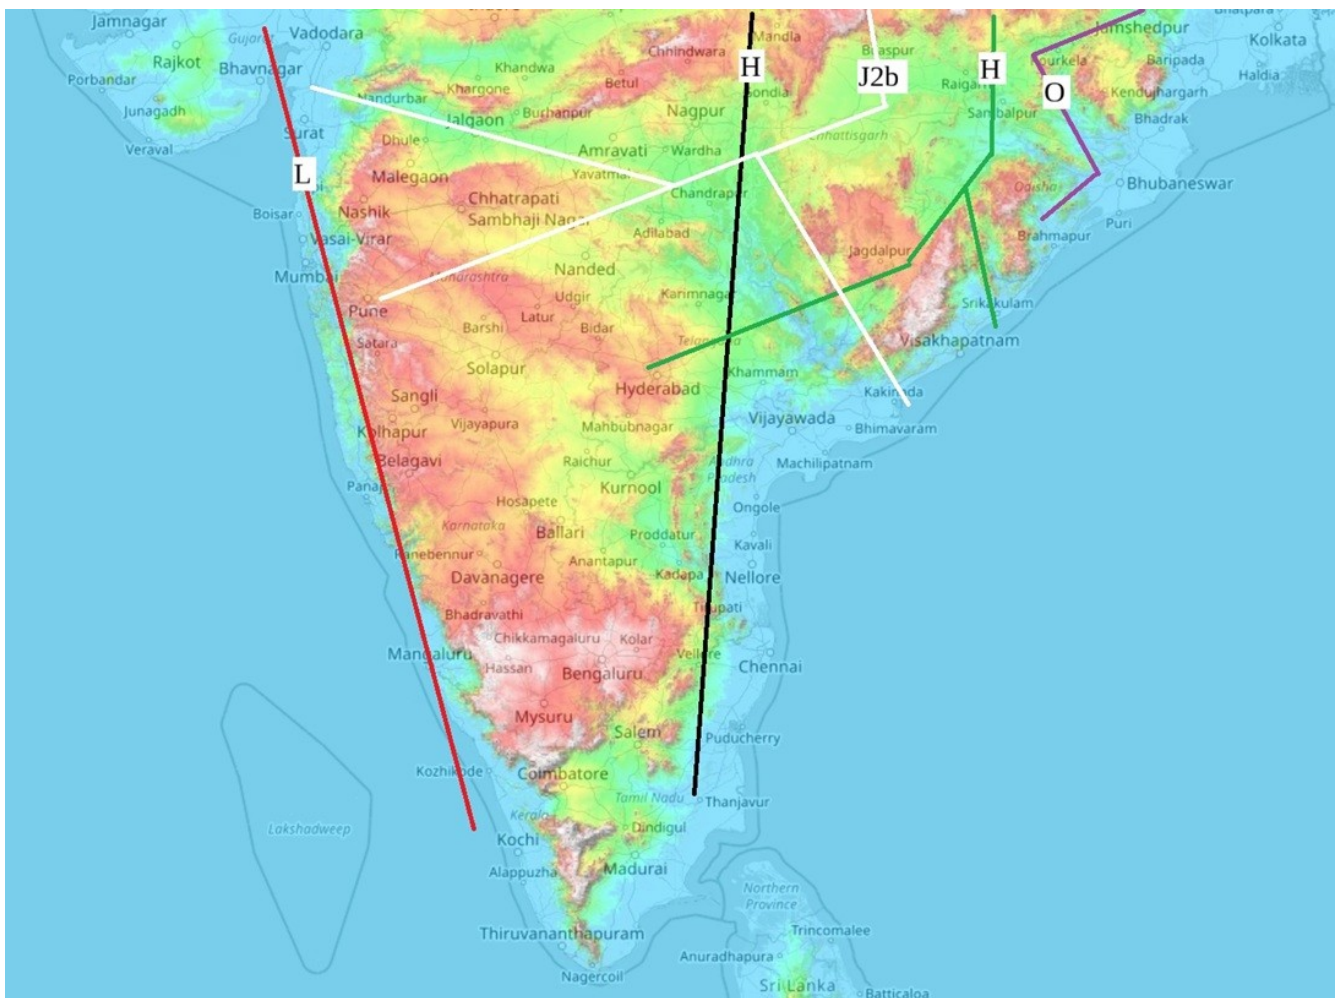 Jamnagar
Gujarat
Vadodara
Rajkot
Bhavnagar
Porbandar
Junagadh
Veraval
Surat
Khandwa
Khargone
Nandurbar
Jalgaon
Burhanpur
Betul
Chhindwara
Mandla
H
Gondia
Nagpur
J2b
H
O
Jamshedpur
Kolkata
Baripada
Haldia
Kendujhargarh
Bhadrak
Sambalpur
Chhattisgarh
Dhule
Amravati
Wardha
L
Malegaon
Yavatmal
Chandrapur
Odisha
Bhubaneswar
Chhatrapati
Sambhaji Nagar
Nashik
Boisar
Puri
Vasai-Virar
Adilabad
Brahmapur
Jagdalpur
Mumbai
Maharashtra
Nanded
Udgir
Karimnagar
Srikakulam
Pune
Latur
Barshi
Bidar
Satara
Telangana
Visakhapatnam
Solapur
Khammam
Hyderabad
Sangli
Kakinada
Kolhapur
Vijayapura
Mahbubnagar
Vijayawada
Bhimavaram
Belagavi
Raichur
Andhra
Pradesh
Machilipatnam
Panaji
Kurnool
Hosapete
Ongole
Karnataka
Ballari
Proddatur
Kavali
Ranebennur
Anantapur
Davanagere
Kadapa
Nellore
Bhadravathi
Tirupati
Chikkamagaluru
Kolar
Mangaluru
Hassan
Bengaluru
Vellore
Chennai
Mysuru
Salem
Puducherry
Kozhikode
Coimbatore
Tamil Nadu
Thanjavur
Lakshadweep
Kerala
Kochi
Dindigul
Alappuzha
Madurai
Northern
Province
Thiruvananthapuram
Trincomalee
Anuradhapura
Nagercoil
Sri Lanka
Batticaloa